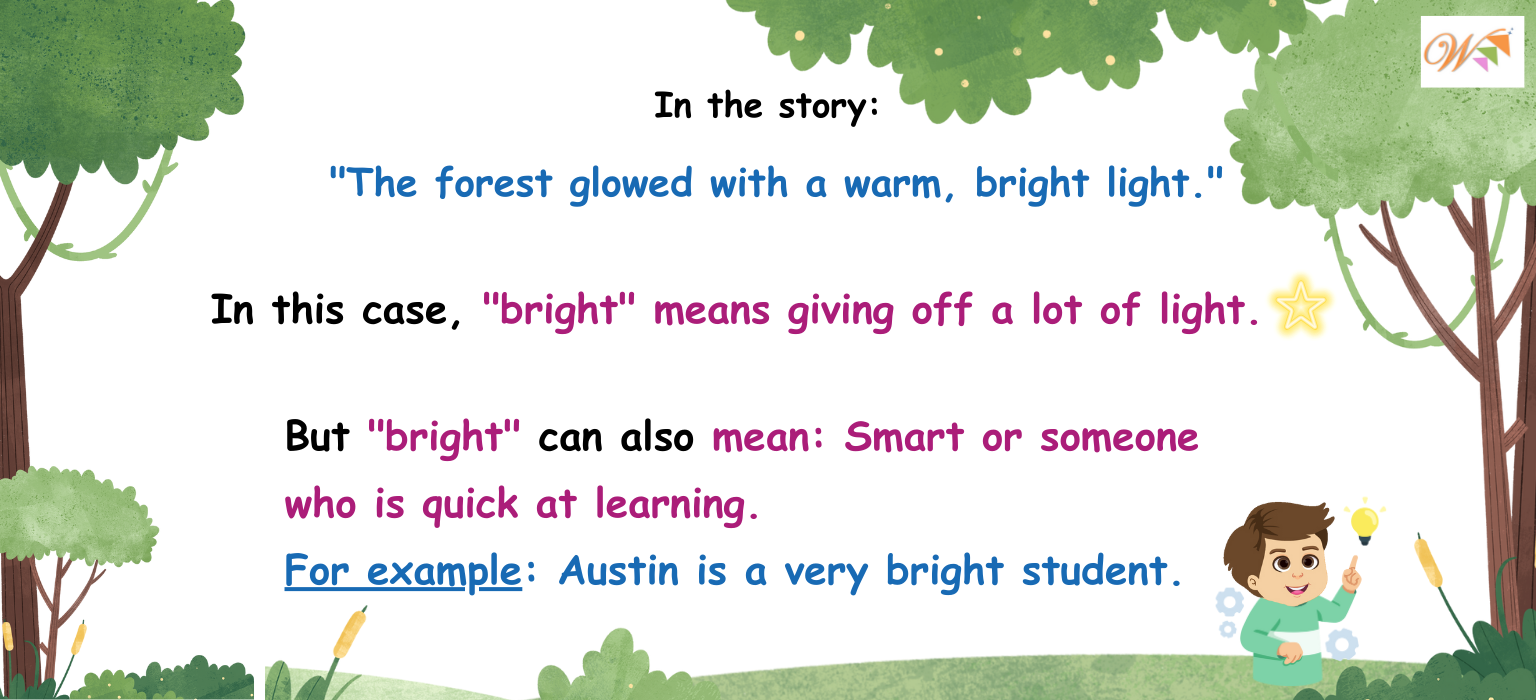 In the story:
"The forest glowed with a warm, bright light."
In this case, "bright" means giving off a lot of light.
But "bright" can also mean: Smart or someone
who is quick at learning.
For example: Austin is a very bright student.
W